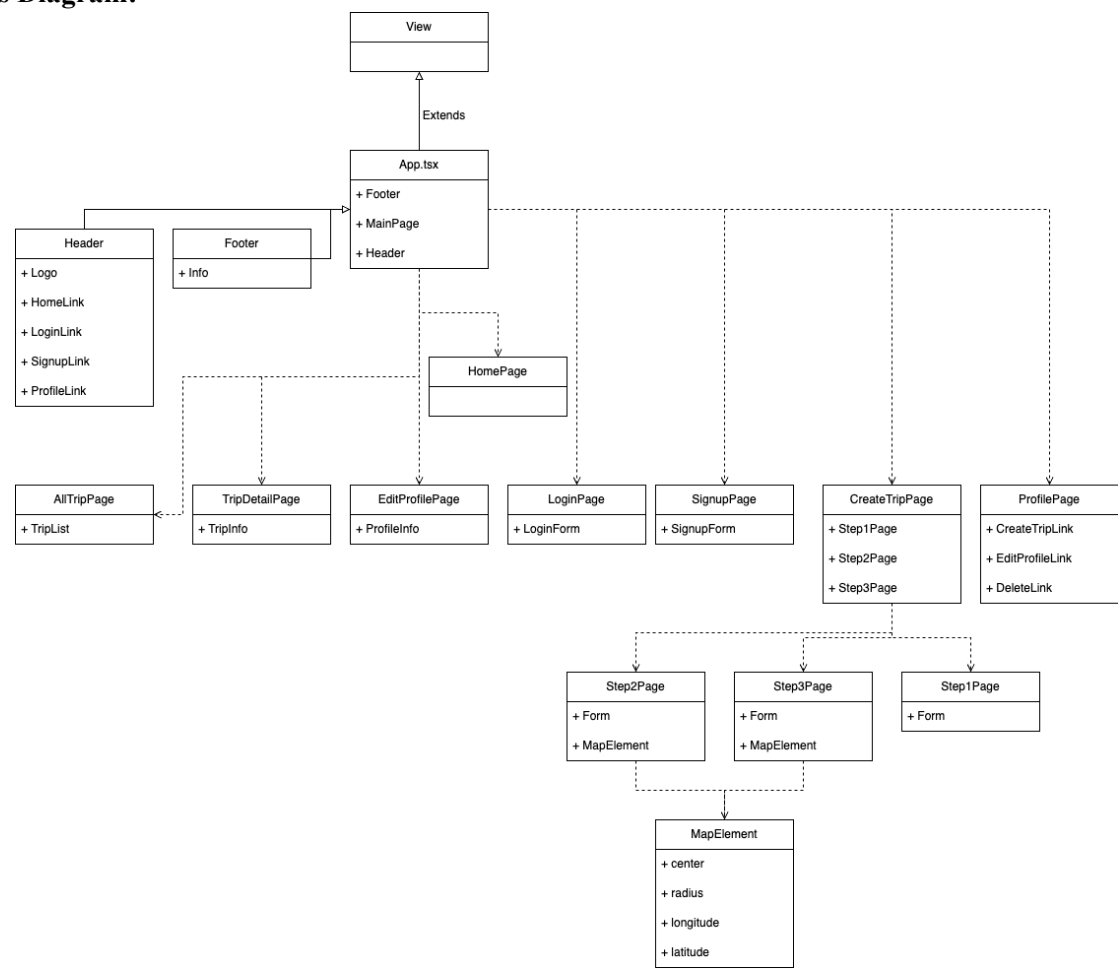 s Diagram:
View
Extends
App.tsx
+ Footer
+ MainPage
+ Header
Header
+ Logo
+ HomeLink
+ LoginLink
+ SignupLink
+ ProfileLink
Footer
+ Info
HomePage
AllTripPage
+ TripList
TripDetailPage
+ TripInfo
EditProfilePage
+ ProfileInfo
LoginPage
+ LoginForm
SignupPage
+ SignupForm
CreateTripPage
+ Step1Page
+ Step2Page
+ Step3Page
ProfilePage
+ CreateTripLink
+ EditProfileLink
+ DeleteLink
Step2Page
+ Form
+ MapElement
Step3Page
+ Form
+ MapElement
Step1Page
+ Form
MapElement
+ center
+ radius
+ longitude
+ latitude